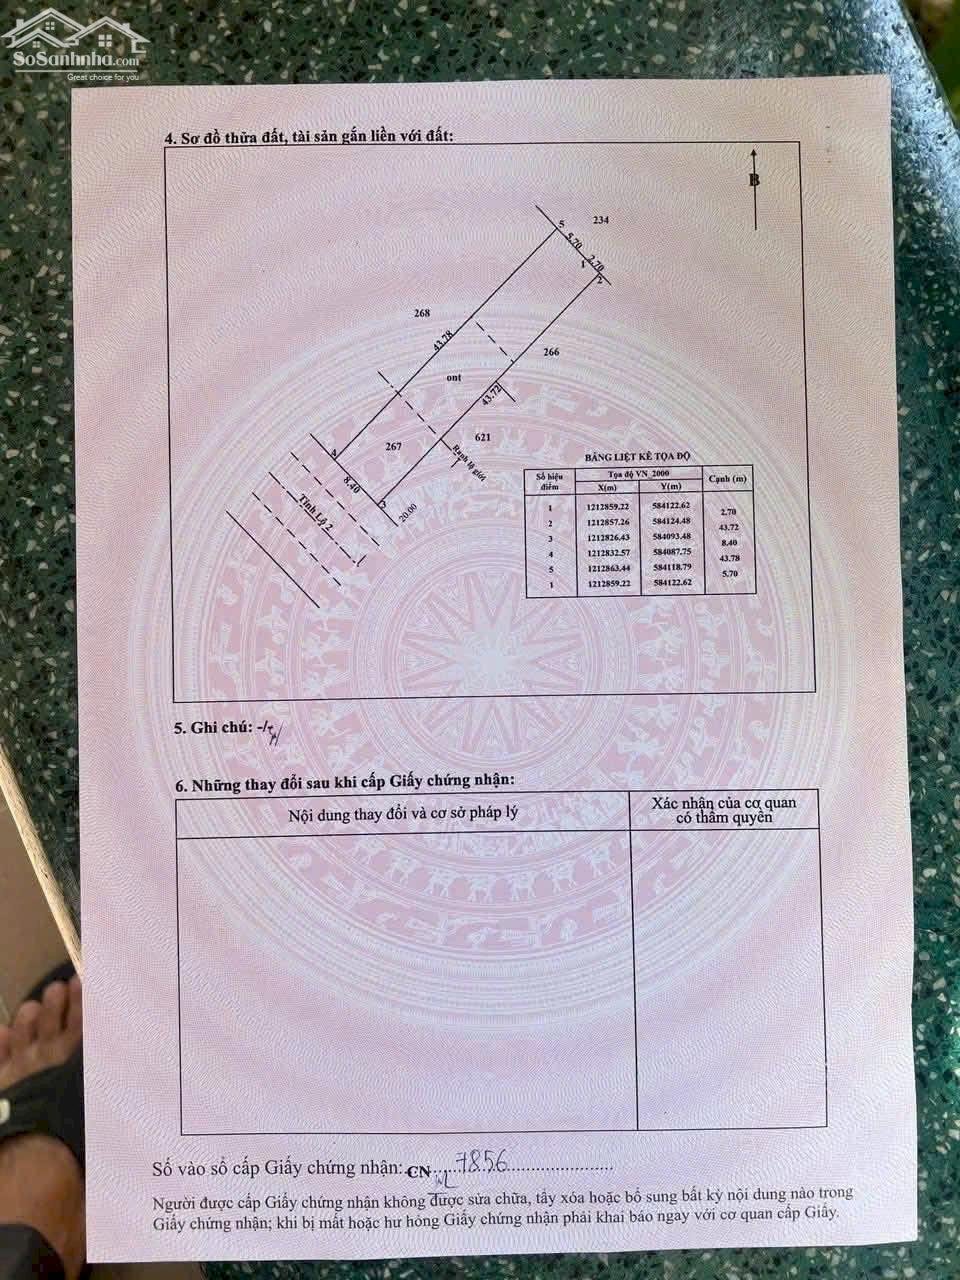 SoSanhnha.com
Great choice for you
4. Sơ đồ thửa đất, tài sản gắn liền với đất:
B
5
234
5.70
1
2.70
2
268
43.78
266
ont
43.72
621
267
Ranh lộ giới
4
8.40
3
20.00
Tỉnh Lộ 2
BẢNG LIỆT KÊ TỌA ĐỘ
Số hiệu điểm Tọa độ VN_2000 Cạnh (m)
X(m) Y(m)
1 1212859.22 584122.62
2.70
2 1212857.26 584124.48
43.72
3 1212826.43 584093.48
8.40
4 1212832.57 584087.75
43.78
5 1212863.44 584118.79
5.70
1 1212859.22 584122.62
5. Ghi chú: -/-
6. Những thay đổi sau khi cấp Giấy chứng nhận:
Nội dung thay đổi và cơ sở pháp lý
Xác nhận của cơ quan
có thẩm quyền
Số vào sổ cấp Giấy chứng nhận: CN 7856
Người được cấp Giấy chứng nhận không được sửa chữa, tẩy xóa hoặc bổ sung bất kỳ nội dung nào trong
Giấy chứng nhận; khi bị mất hoặc hư hỏng Giấy chứng nhận phải khai báo ngay với cơ quan cấp Giấy.